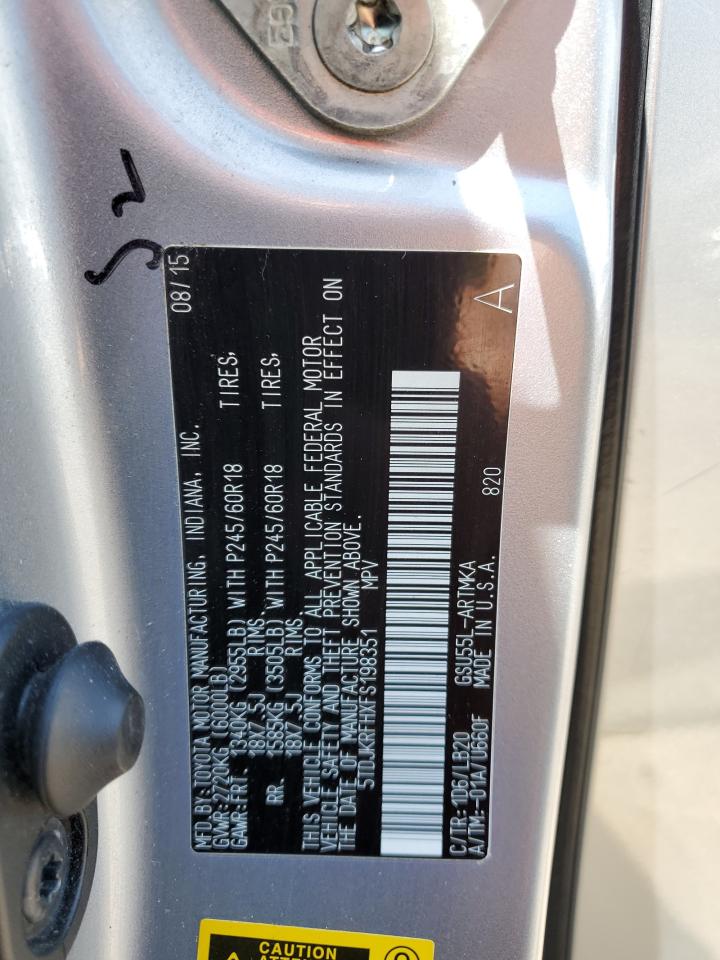 MFD.BY:TOYOTA MOTOR MANUFACTURING, INDIANA, INC. 08/15
GVWR:2720KG (6000LB)
GAWR:FRT. 1340KG (2955LB) WITH P245/60R18 TIRES,
18X7.5J RIMS.
RR. 1585KG (3505LB) WITH P245/60R18 TIRES,
18X7.5J RIMS.
THIS VEHICLE CONFORMS TO ALL APPLICABLE FEDERAL MOTOR
VEHICLE SAFETY AND THEFT PREVENTION STANDARDS IN EFFECT ON
THE DATE OF MANUFACTURE SHOWN ABOVE.
5TDJKRFHXFS198351 MPV
C/TR:1D6/LB20 GSU55L-ARTMKA 820
A/TM:-01A/U660F MADE IN U.S.A. A
CAUTION